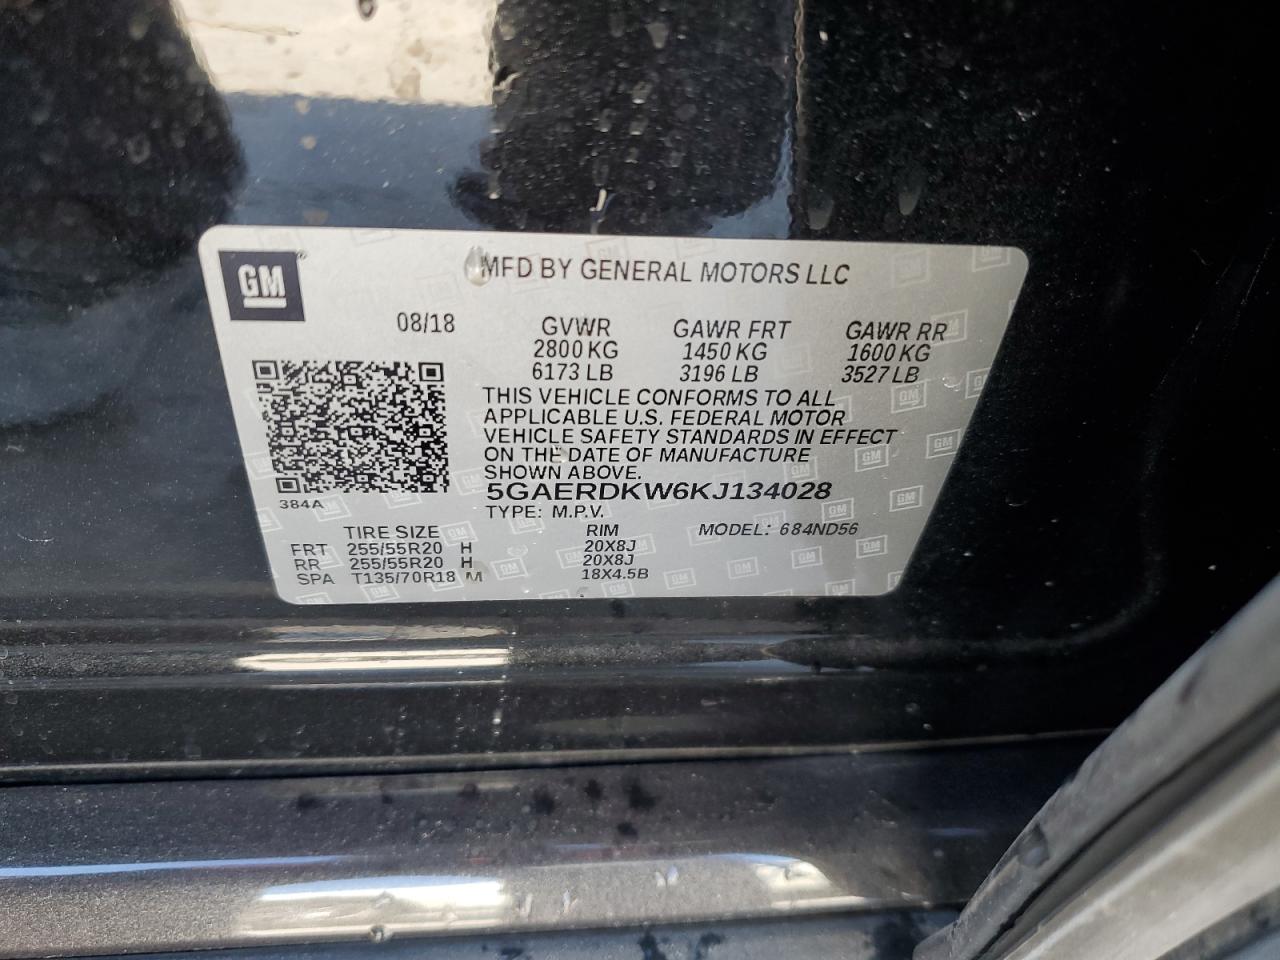 GM
MFD BY GENERAL MOTORS LLC
08/18 GVWR GAWR FRT GAWR RR
2800 KG 1450 KG 1600 KG
6173 LB 3196 LB 3527 LB
THIS VEHICLE CONFORMS TO ALL
APPLICABLE U.S. FEDERAL MOTOR
VEHICLE SAFETY STANDARDS IN EFFECT
ON THE DATE OF MANUFACTURE
SHOWN ABOVE.
5GAERDKW6KJ134028
384A
TYPE: M.P.V.
TIRE SIZE RIM MODEL: 684ND56
FRT 255/55R20 H 20X8J
RR 255/55R20 H 20X8J
SPA T135/70R18 M 18X4.5B